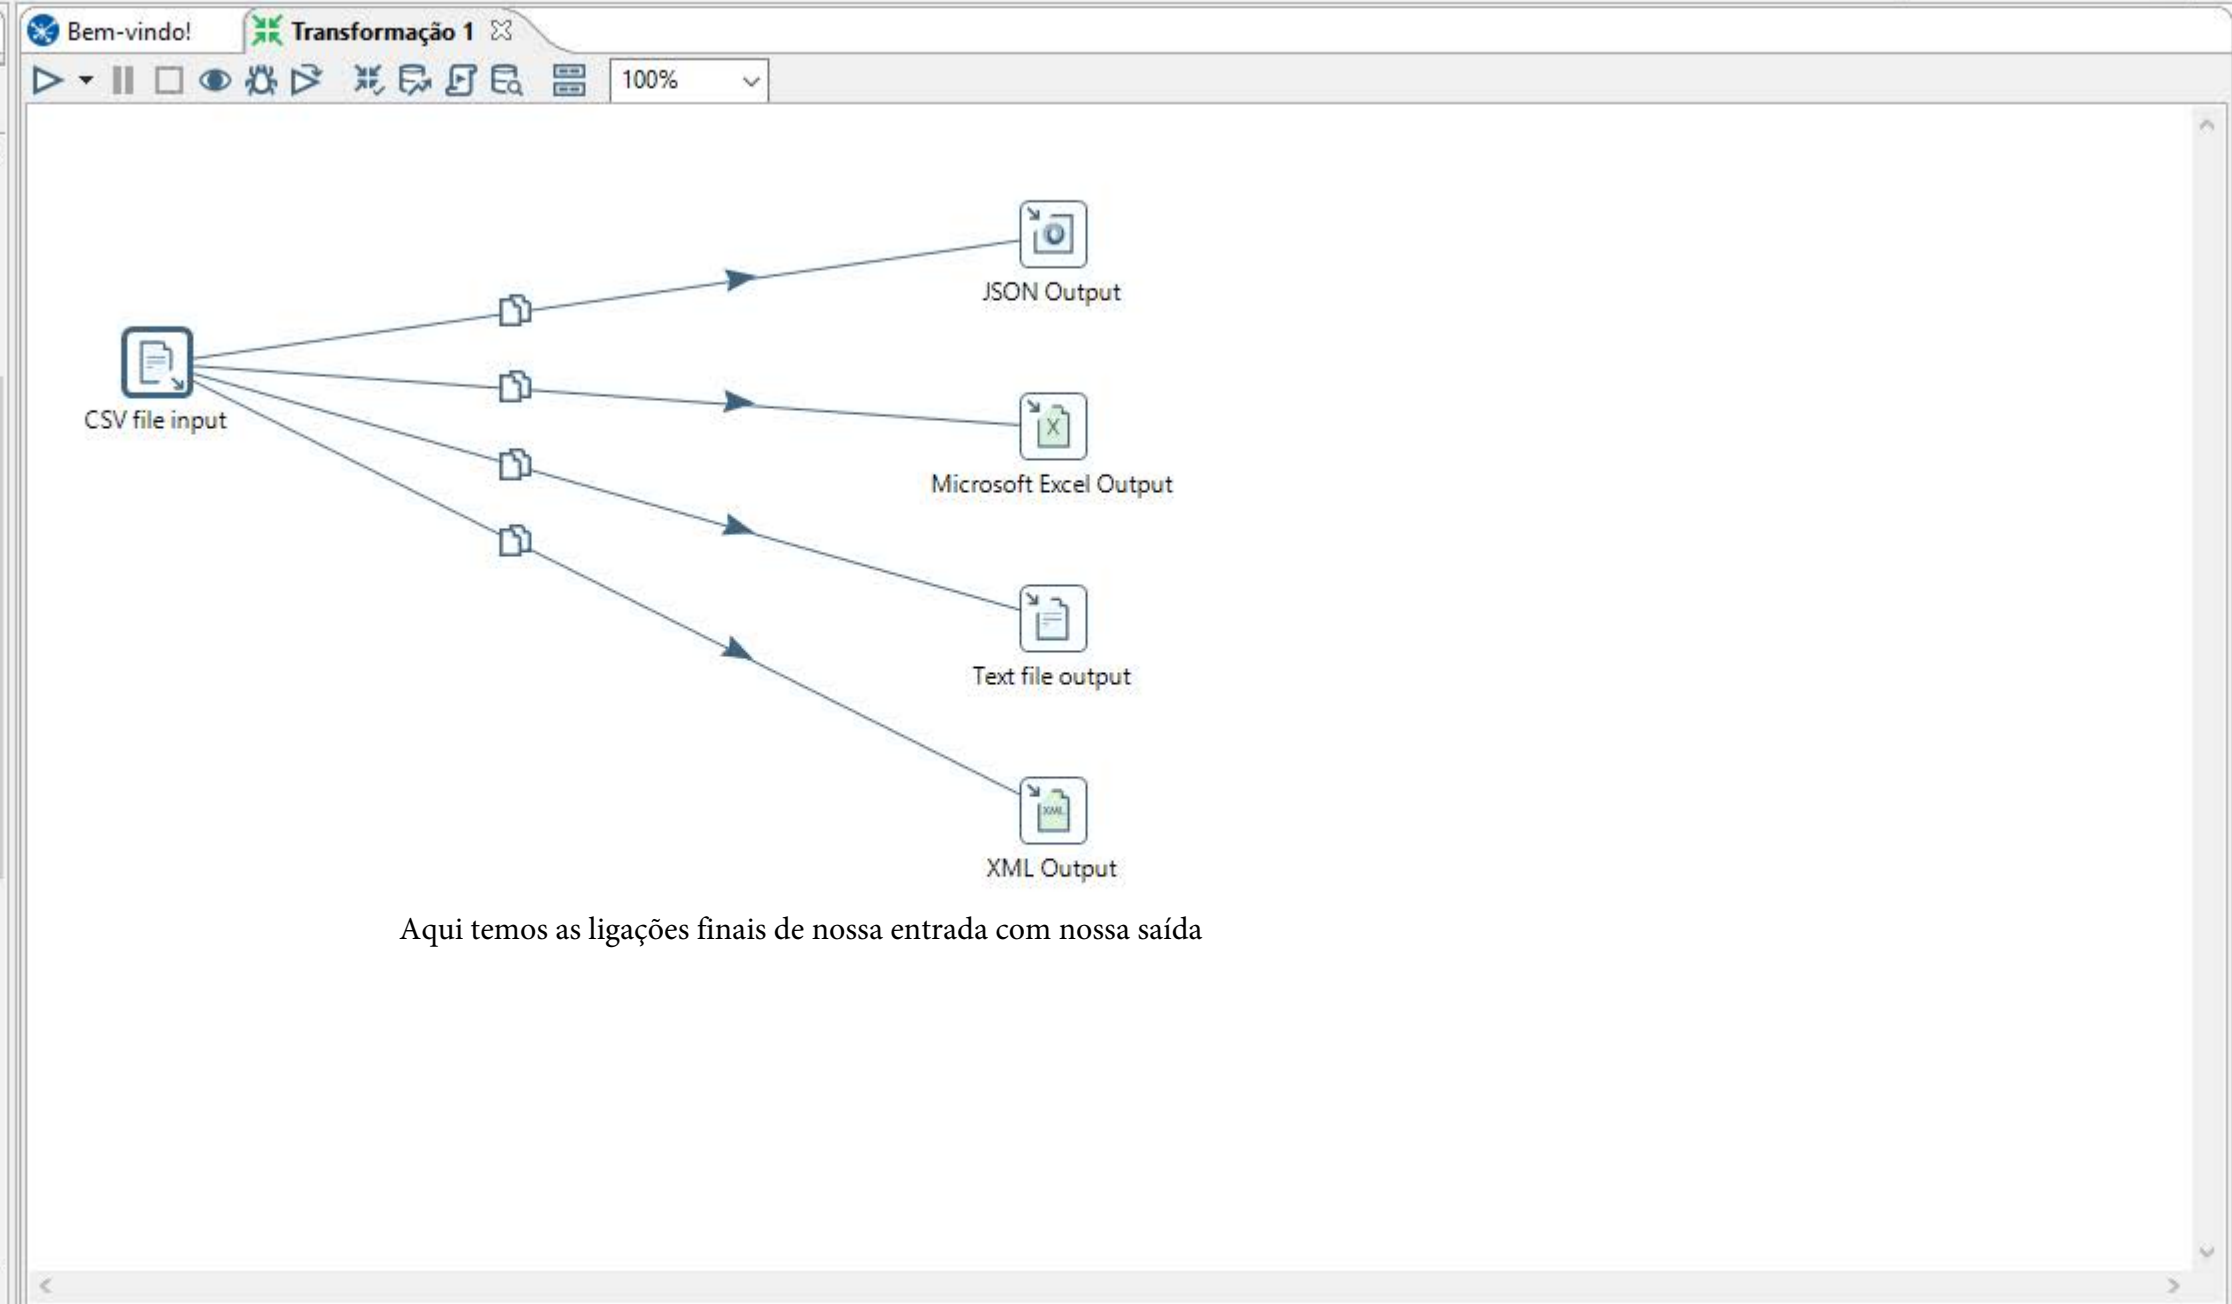 Bem-vindo!
Transformação 1
100%
JSON Output
CSV file input
X
Microsoft Excel Output
Text file output
XML
XML Output
Aqui temos as ligações finais de nossa entrada com nossa saída